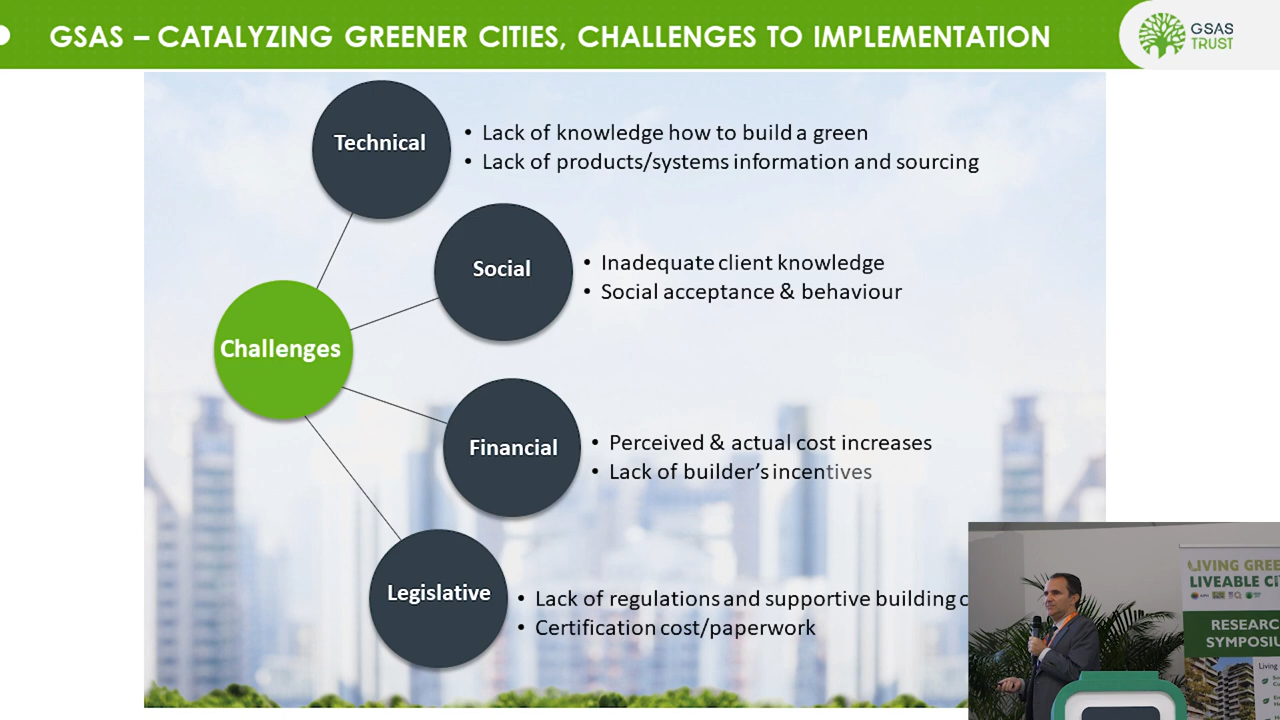 GSAS – CATALYZING GREENER CITIES, CHALLENGES TO IMPLEMENTATION
GSAS
TRUST
Technical
• Lack of knowledge how to build a green
• Lack of products/systems information and sourcing
Social
• Inadequate client knowledge
• Social acceptance & behaviour
Challenges
Financial
• Perceived & actual cost increases
• Lack of builder's incentives
Legislative
• Lack of regulations and supportive building
• Certification cost/paperwork
LIVING GREE
LIVEABLE CI
RESEARC
SYMPOSIU
Living